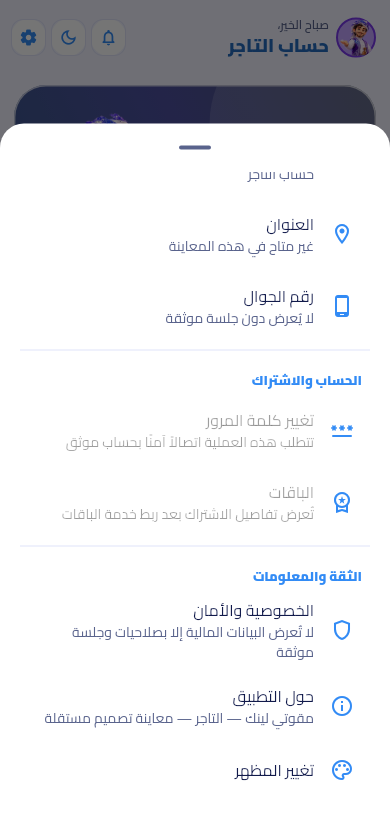 صباح الخير،
حساب التاجر
حساب التاجر
العنوان
غير متاح في هذه المعاينة
رقم الجوال
لا يُعرض دون جلسة موثقة
الحساب والاشتراك
تغيير كلمة المرور
تتطلب هذه العملية اتصالاً آمنًا بحساب موثق
الباقات
تُعرض تفاصيل الاشتراك بعد ربط خدمة الباقات
الثقة والمعلومات
الخصوصية والأمان
لا تُعرض البيانات المالية إلا بصلاحيات وجلسة
موثقة
حول التطبيق
مقوتي لينك — التاجر — معاينة تصميم مستقلة
تغيير المظهر